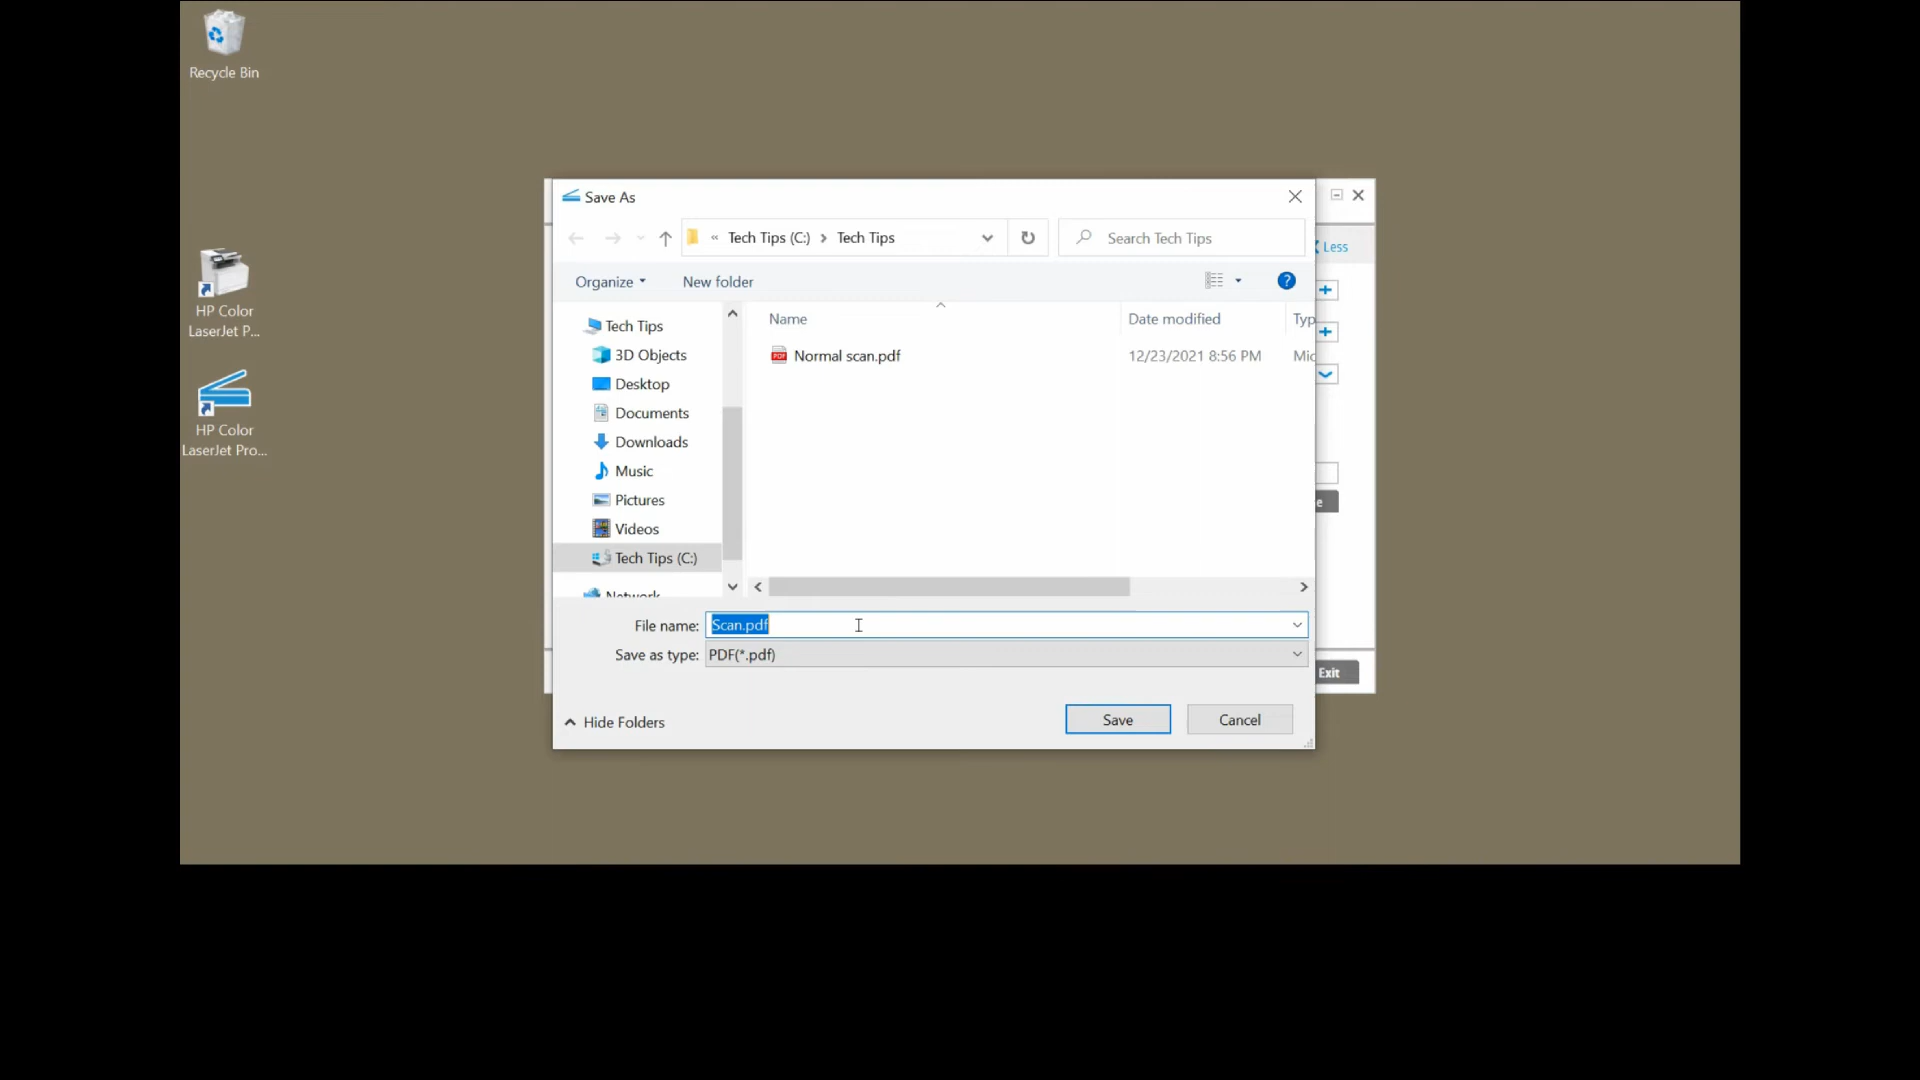 Recycle Bin
HP Color
LaserJet P...
HP Color
LaserJet Pro...
Save As
« Tech Tips (C:) › Tech Tips
Search Tech Tips
Less
Organize
New folder
?
Name
Date modified
Typ
Normal scan.pdf
12/23/2021 8:56 PM
Mic
Tech Tips
3D Objects
Desktop
Documents
Downloads
Music
Pictures
Videos
Tech Tips (C:)
Network
e
File name: Scan.pdf
Save as type: PDF(*.pdf)
Exit
Hide Folders
Save
Cancel